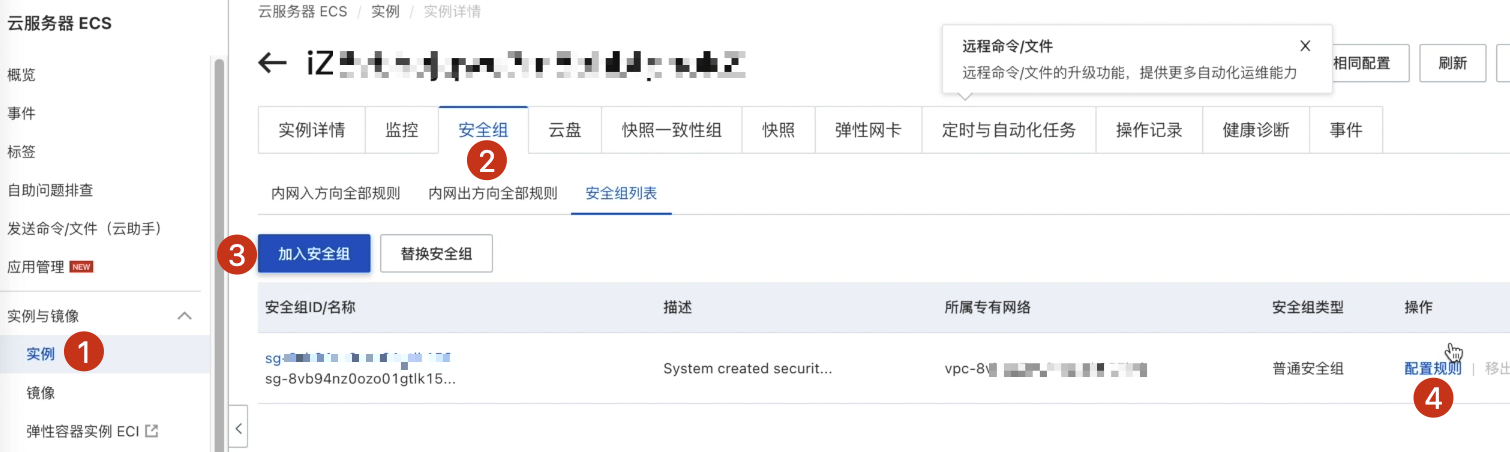 云服务器 ECS
概览
事件
标签
自助问题排查
发送命令/文件（云助手）
应用管理 NEW
实例与镜像
实例 1
镜像
弹性容器实例 ECI
云服务器 ECS / 实例 / 实例详情
远程命令/文件
远程命令/文件的升级功能，提供更多自动化运维能力
相同配置 刷新
实例详情 监控 安全组 云盘 快照一致性组 快照 弹性网卡 定时与自动化任务 操作记录 健康诊断 事件
2
内网入方向全部规则 内网出方向全部规则 安全组列表
3 加入安全组 替换安全组
安全组ID/名称 描述 所属专有网络 安全组类型 操作
sg-
sg-8vb94nz0ozo01gtlk15... System created securit... vpc-8v 普通安全组 配置规则 | 移出
4